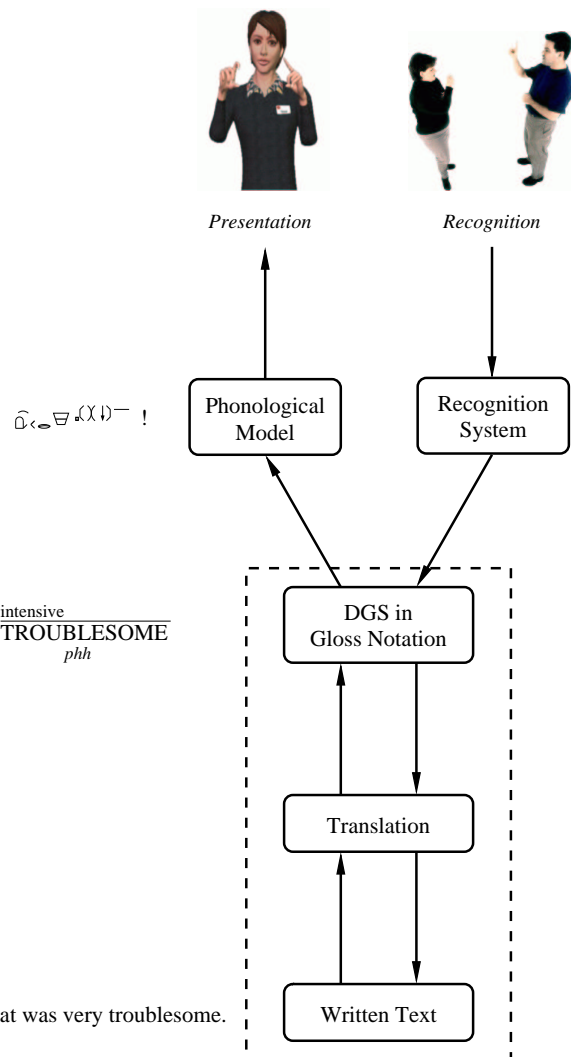 Presentation
Recognition
Phonological
Model
Recognition
System
!
intensive
TROUBLESOME
phh
DGS in
Gloss Notation
Translation
at was very troublesome.
Written Text